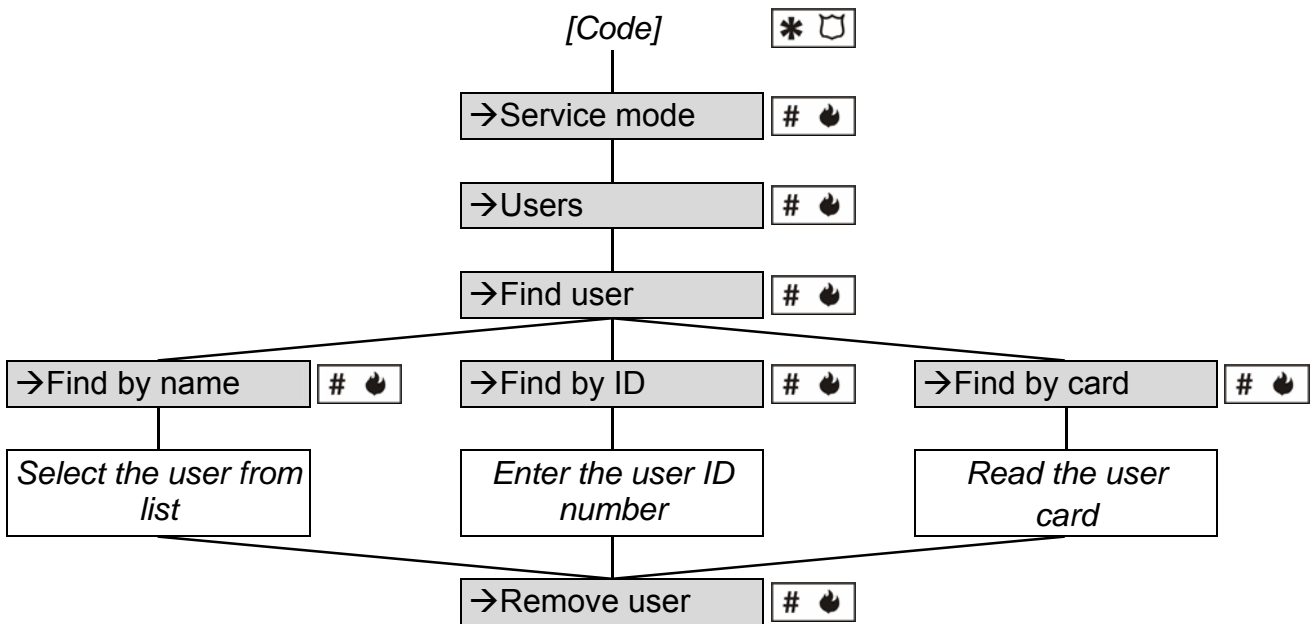 [Code] *
→Service mode #
→Users #
→Find user #
→Find by name # →Find by ID # →Find by card #
Select the user from Enter the user ID Read the user
list number card
→Remove user #